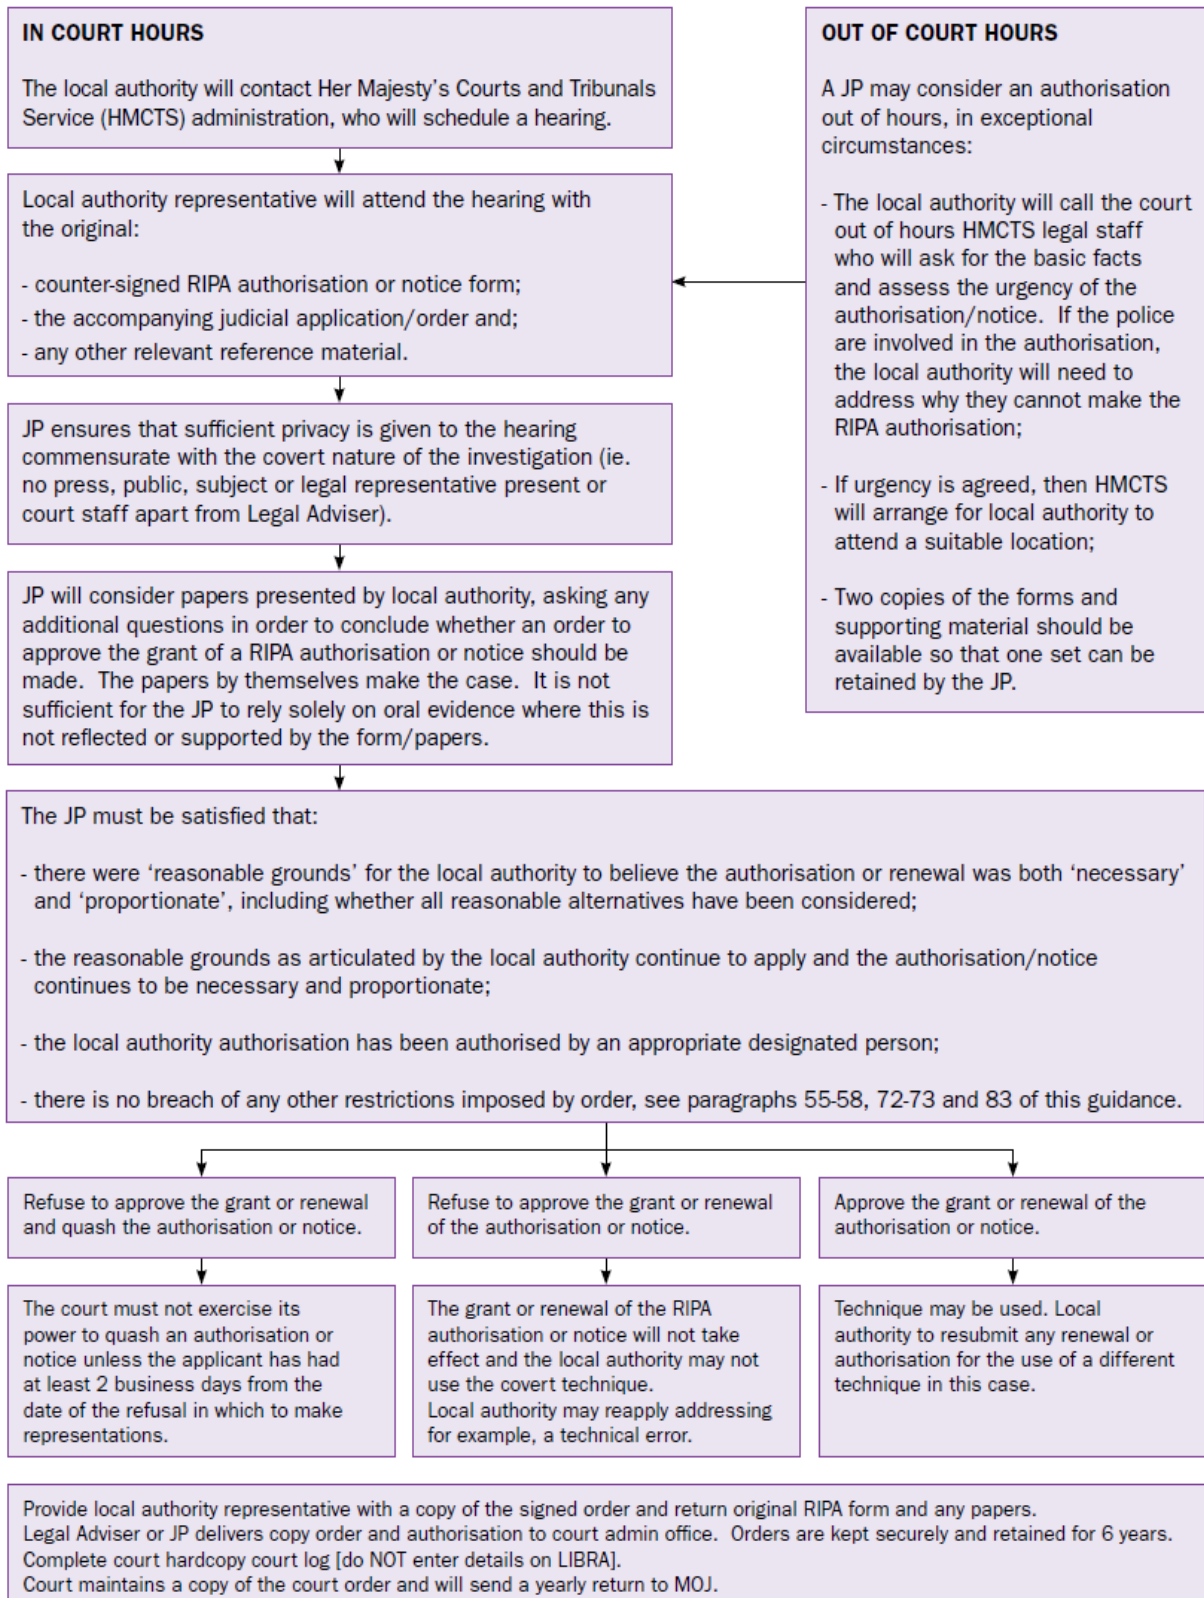 IN COURT HOURS
The local authority will contact Her Majesty's Courts and Tribunals
Service (HMCTS) administration, who will schedule a hearing.
Local authority representative will attend the hearing with
the original:
- counter-signed RIPA authorisation or notice form;
- the accompanying judicial application/order and;
- any other relevant reference material.
JP ensures that sufficient privacy is given to the hearing
commensurate with the covert nature of the investigation (ie.
no press, public, subject or legal representative present or
court staff apart from Legal Adviser).
JP will consider papers presented by local authority, asking any
additional questions in order to conclude whether an order to
approve the grant of a RIPA authorisation or notice should be
made. The papers by themselves make the case. It is not
sufficient for the JP to rely solely on oral evidence where this is
not reflected or supported by the form/papers.
OUT OF COURT HOURS
A JP may consider an authorisation
out of hours, in exceptional
circumstances:
- The local authority will call the court
out of hours HMCTS legal staff
who will ask for the basic facts
and assess the urgency of the
authorisation/notice. If the police
are involved in the authorisation,
the local authority will need to
address why they cannot make the
RIPA authorisation;
- If urgency is agreed, then HMCTS
will arrange for local authority to
attend a suitable location;
- Two copies of the forms and
supporting material should be
available so that one set can be
retained by the JP.
The JP must be satisfied that:
- there were 'reasonable grounds' for the local authority to believe the authorisation or renewal was both 'necessary'
and 'proportionate', including whether all reasonable alternatives have been considered;
- the reasonable grounds as articulated by the local authority continue to apply and the authorisation/notice
continues to be necessary and proportionate;
- the local authority authorisation has been authorised by an appropriate designated person;
- there is no breach of any other restrictions imposed by order, see paragraphs 55-58, 72-73 and 83 of this guidance.
Refuse to approve the grant or renewal
and quash the authorisation or notice.
The court must not exercise its
power to quash an authorisation or
notice unless the applicant has had
at least 2 business days from the
date of the refusal in which to make
representations.
Refuse to approve the grant or renewal
of the authorisation or notice.
The grant or renewal of the RIPA
authorisation or notice will not take
effect and the local authority may not
use the covert technique.
Local authority may reapply addressing
for example, a technical error.
Approve the grant or renewal of the
authorisation or notice.
Technique may be used. Local
authority to resubmit any renewal or
authorisation for the use of a different
technique in this case.
Provide local authority representative with a copy of the signed order and return original RIPA form and any papers.
Legal Adviser or JP delivers copy order and authorisation to court admin office. Orders are kept securely and retained for 6 years.
Complete court hardcopy court log [do NOT enter details on LIBRA].
Court maintains a copy of the court order and will send a yearly return to MOJ.